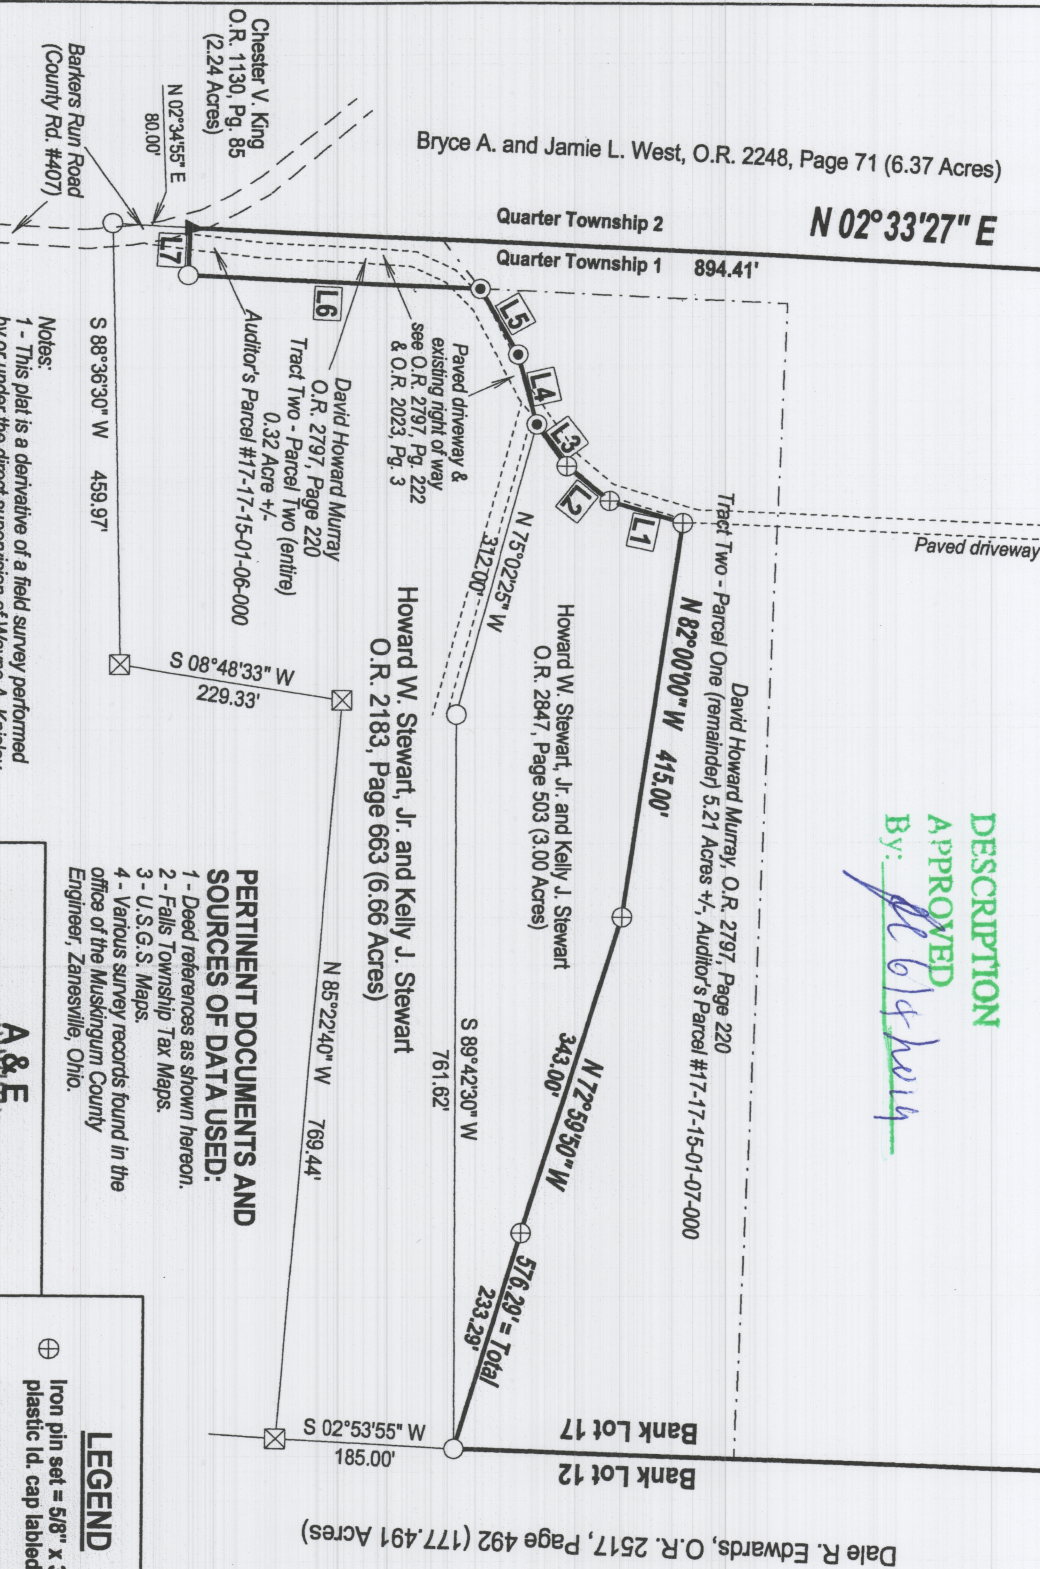 Chester V. King
O.R. 1130, Pg. 85
(2.24 Acres)
N 02°34'55" E
80.00'
Barkers Run Road
(County Rd. #407)
Bryce A. and Jamie L. West, O.R. 2248, Page 71 (6.37 Acres)
N 02°33'27" E
Quarter Township 2
Quarter Township 1
894.41'
L7
L6
L5
L4
L3
L2
L1
Paved driveway &
existing right of way
see O.R. 2797, Pg. 222
& O.R. 2023, Pg. 3
David Howard Murray
O.R. 2797, Page 220
Tract Two - Parcel Two (entire)
0.32 Acre +/-
Auditor's Parcel #17-17-15-01-06-000
Paved driveway
David Howard Murray, O.R. 2797, Page 220
Tract Two - Parcel One (remainder) 5.21 Acres +/-, Auditor's Parcel #17-17-15-01-07-000
N 82°00'00" W 415.00'
N 75°02'25" W
312.00'
Howard W. Stewart, Jr. and Kelly J. Stewart
O.R. 2847, Page 503 (3.00 Acres)
Howard W. Stewart, Jr. and Kelly J. Stewart
O.R. 2183, Page 663 (6.66 Acres)
S 88°36'30" W 459.97'
S 08°48'33" W
229.33'
N 72°59'50" W
343.00'
576.29' = Total
233.29'
S 89°42'30" W
761.62'
N 85°22'40" W 769.44'
S 02°53'55" W
185.00'
Bank Lot 17
Bank Lot 12
Dale R. Edwards, O.R. 2517, Page 492 (177.491 Acres)
DESCRIPTION
APPROVED
By:
Notes:
1 - This plat is a derivative of a field survey performed
by or under the direct supervision of Wayne A. Knisley
PERTINENT DOCUMENTS AND
SOURCES OF DATA USED:
1 - Deed references as shown hereon.
2 - Falls Township Tax Maps.
3 - U.S.G.S. Maps.
4 - Various survey records found in the
office of the Muskingum County
Engineer, Zanesville, Ohio.
A & E
LEGEND
Iron pin set = 5/8" x
plastic Id. cap labled